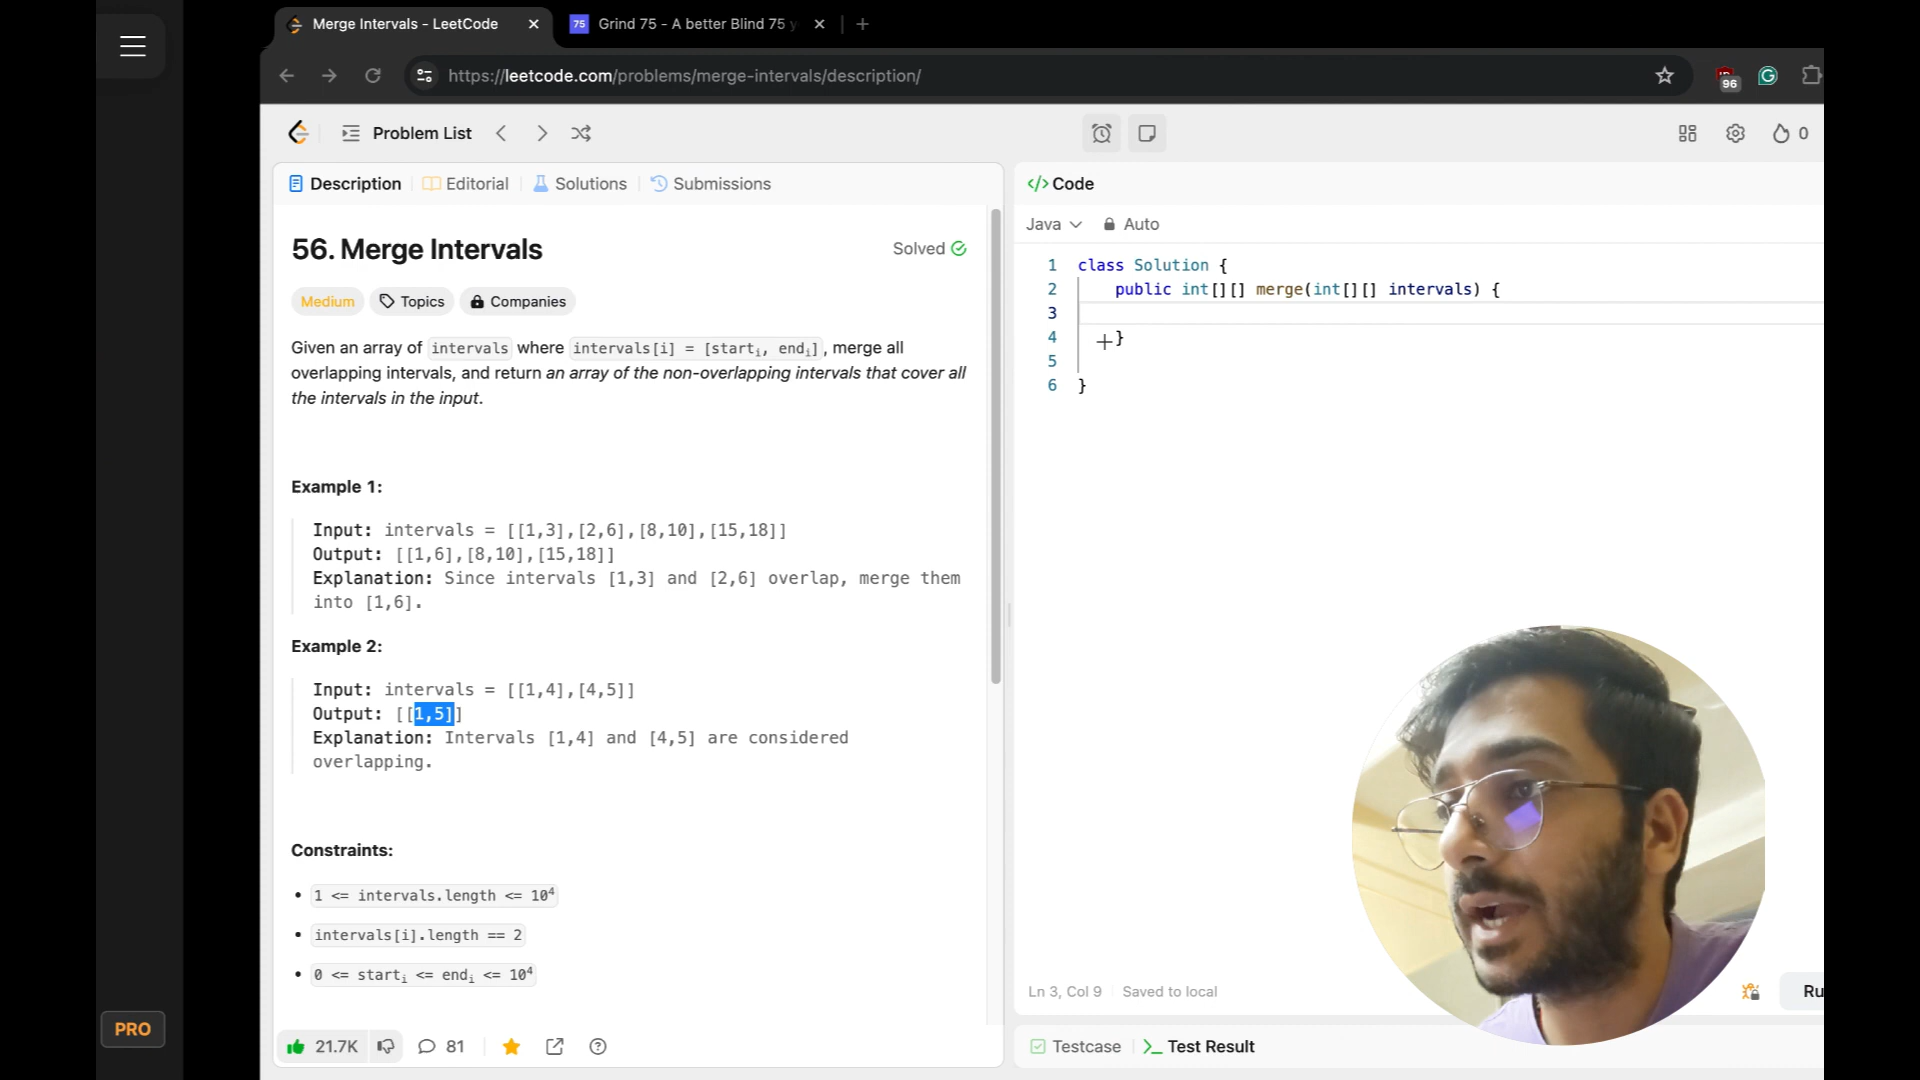 Merge Intervals - LeetCode
75 Grind 75 - A better Blind 75 y
https://leetcode.com/problems/merge-intervals/description/
96
Problem List
0
Description
Editorial
Solutions
Submissions
</> Code
Java
Auto
56. Merge Intervals
Solved
Medium
Topics
Companies
Given an array of intervals where intervals[i] = [starti, endi], merge all
overlapping intervals, and return an array of the non-overlapping intervals that cover all
the intervals in the input.
Example 1:
Input: intervals = [[1,3],[2,6],[8,10],[15,18]]
Output: [[1,6],[8,10],[15,18]]
Explanation: Since intervals [1,3] and [2,6] overlap, merge them
into [1,6].
Example 2:
Input: intervals = [[1,4],[4,5]]
Output: [[1,5]]
Explanation: Intervals [1,4] and [4,5] are considered
overlapping.
Constraints:
• 1 <= intervals.length <= 10⁴
• intervals[i].length == 2
• 0 <= starti <= endi <= 10⁴
21.7K
81
1 class Solution {
2 public int[][] merge(int[][] intervals) {
3
4 }
5
6 }
Ln 3, Col 9
Saved to local
Ru
Testcase
Test Result
PRO